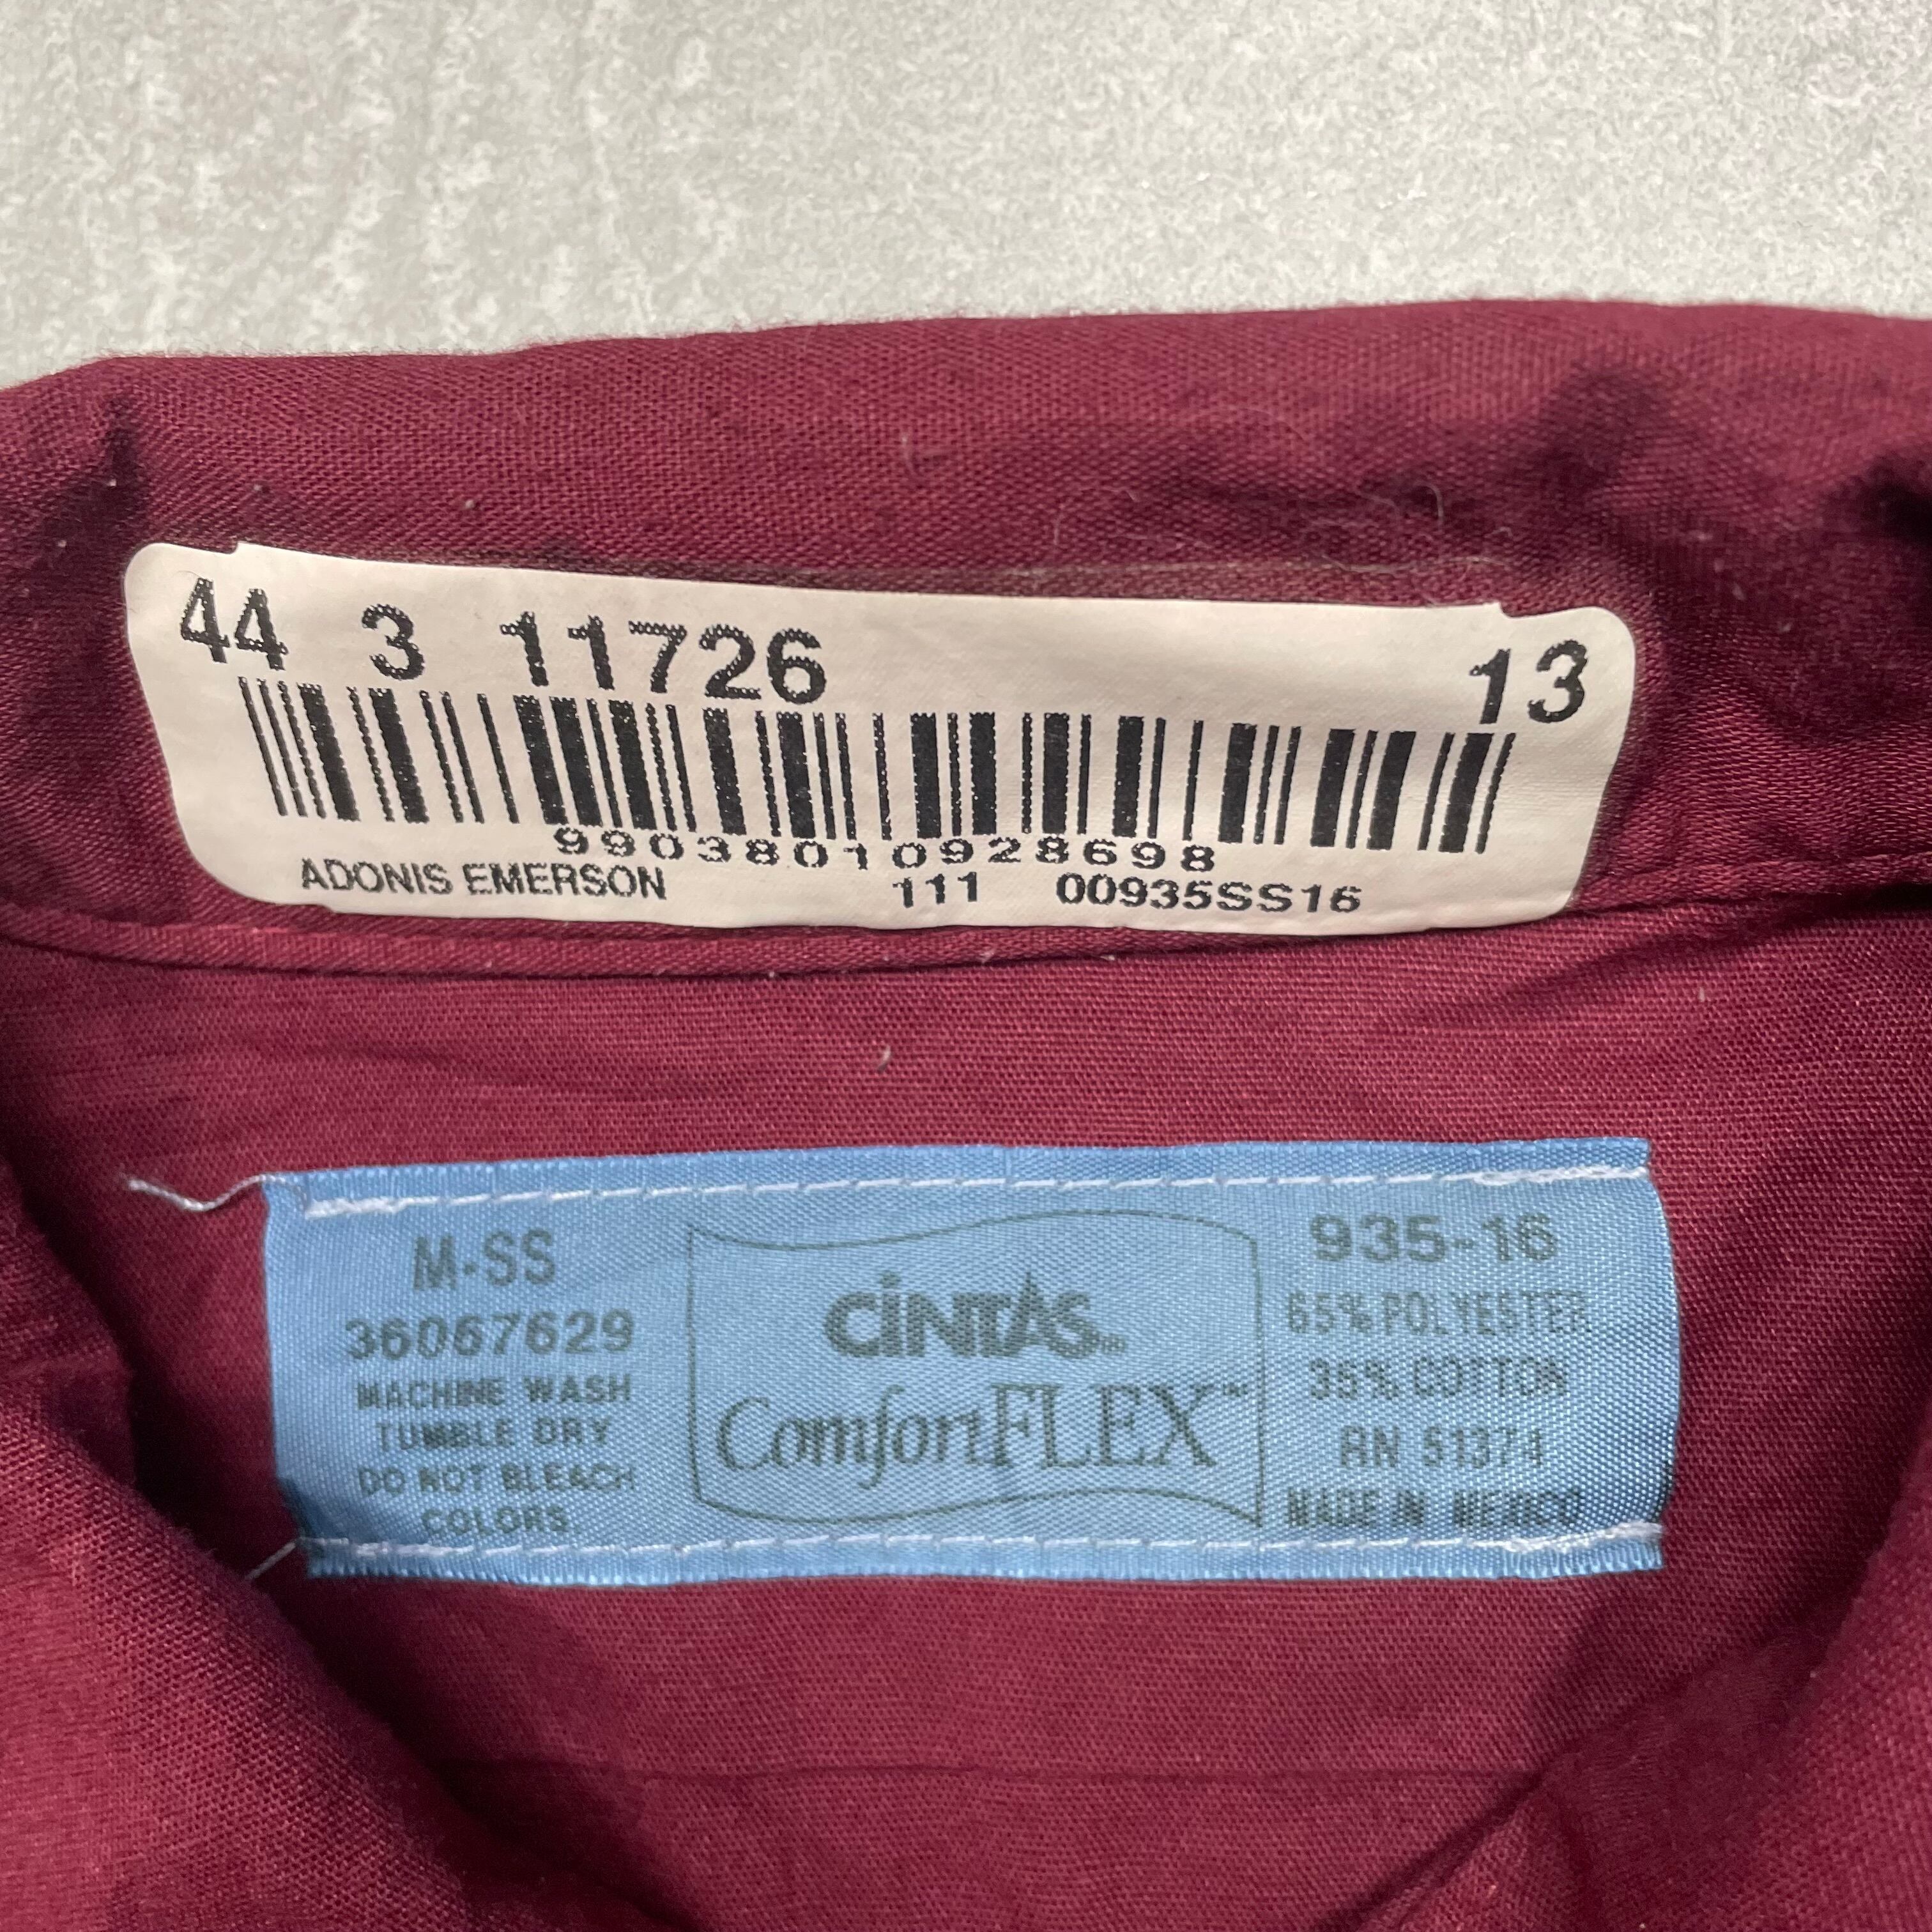 44 3 11726 13
99038010928698
ADONIS EMERSON 111 00935SS16
M-SS
36067629
MACHINE WASH
TUMBLE DRY
DO NOT BLEACH
COLORS.
CiNTAS
ComfortFLEX™
935-16
65% POLYESTER
35% COTTON
RN 51374
MADE IN MEXICO